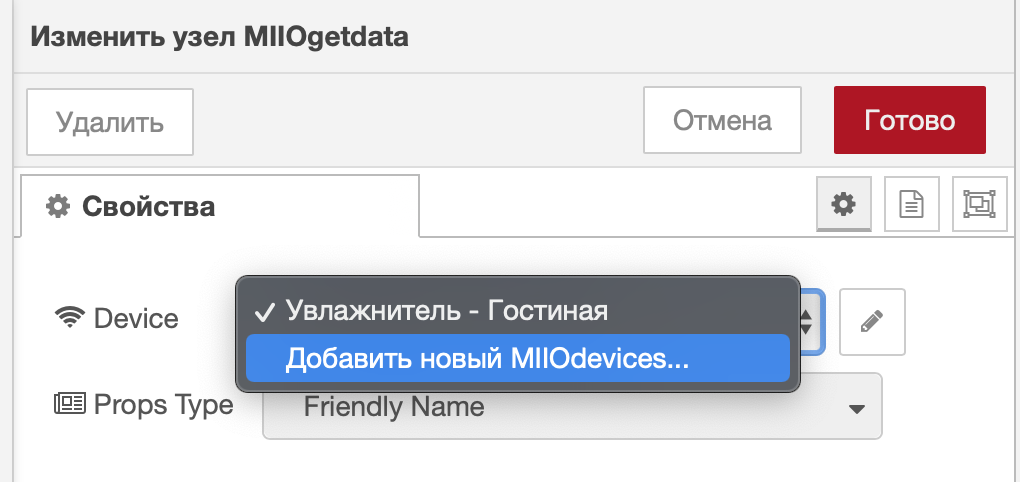 Изменить узел MIIOgetdata
Удалить
Отмена
Готово
Свойства
Device
Увлажнитель - Гостиная
Добавить новый MIIOdevices...
Props Type
Friendly Name